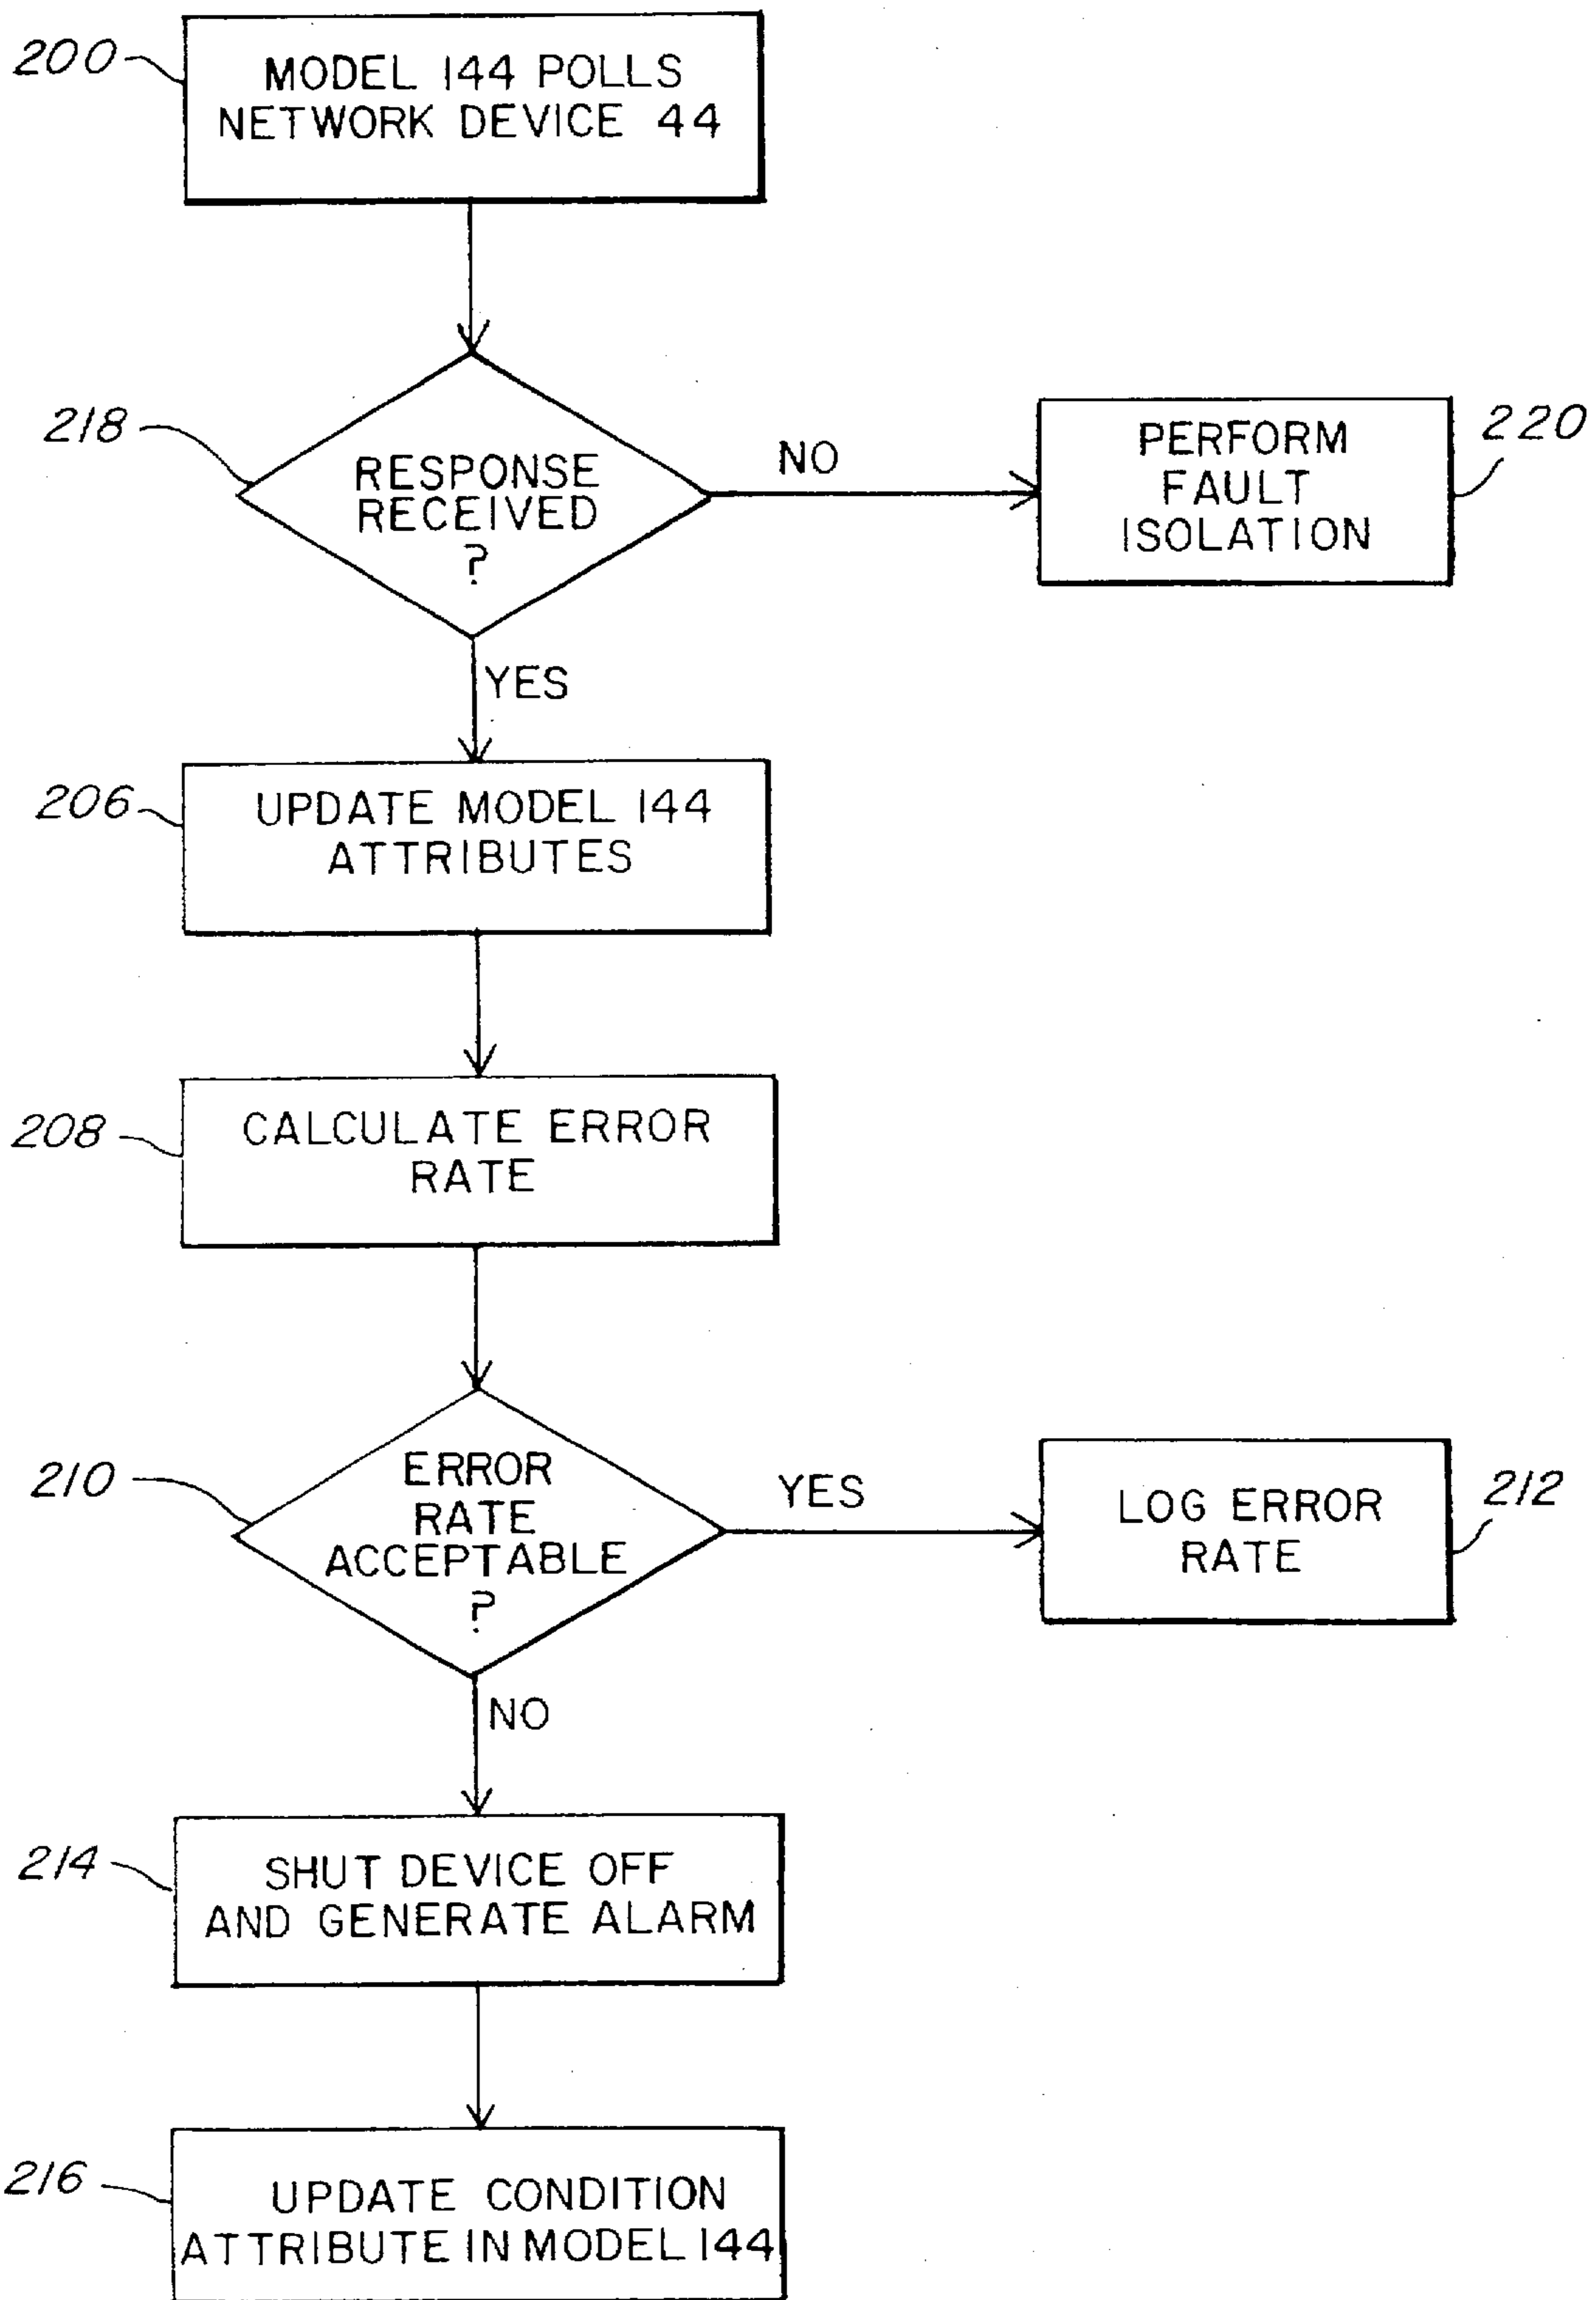 200
MODEL 144 POLLS
NETWORK DEVICE 44
218
RESPONSE
RECEIVED
?
NO
PERFORM
FAULT
ISOLATION
220
YES
206
UPDATE MODEL 144
ATTRIBUTES
208
CALCULATE ERROR
RATE
210
ERROR
RATE
ACCEPTABLE
?
YES
LOG ERROR
RATE
212
NO
214
SHUT DEVICE OFF
AND GENERATE ALARM
216
UPDATE CONDITION
ATTRIBUTE IN MODEL 144